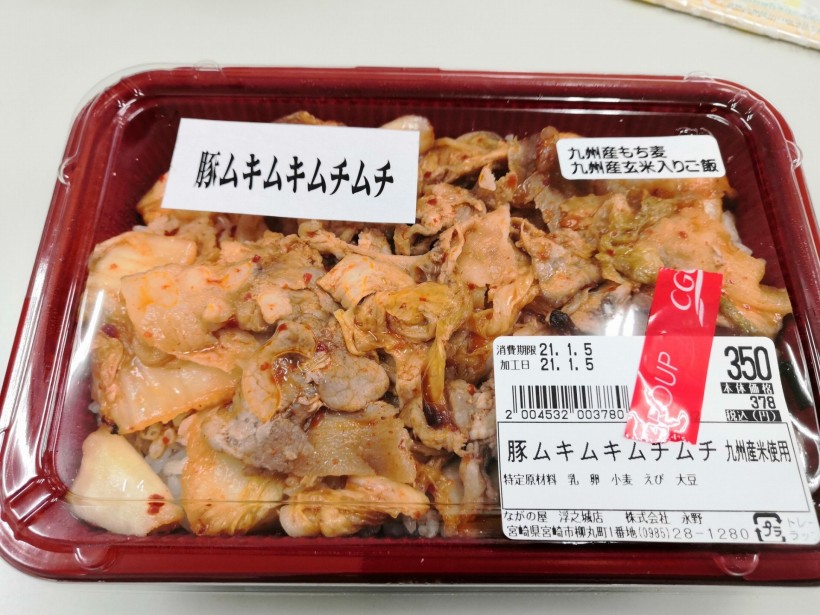 豚ムキムキムチムチ
九州産もち麦
九州産玄米入りご飯
CGC
GROUP
消費期限 21.1.5
加工日 21.1.5
350
本体価格
378
税込(円)
2 004532 003780
豚ムキムキムチムチ 九州産米使用
特定原材料 乳 卵 小麦 えび 大豆
ながの屋 浮之城店 株式会社 永野
宮崎県宮崎市柳丸町1番地(0985)28-1280
プラ
トレー
ラッ